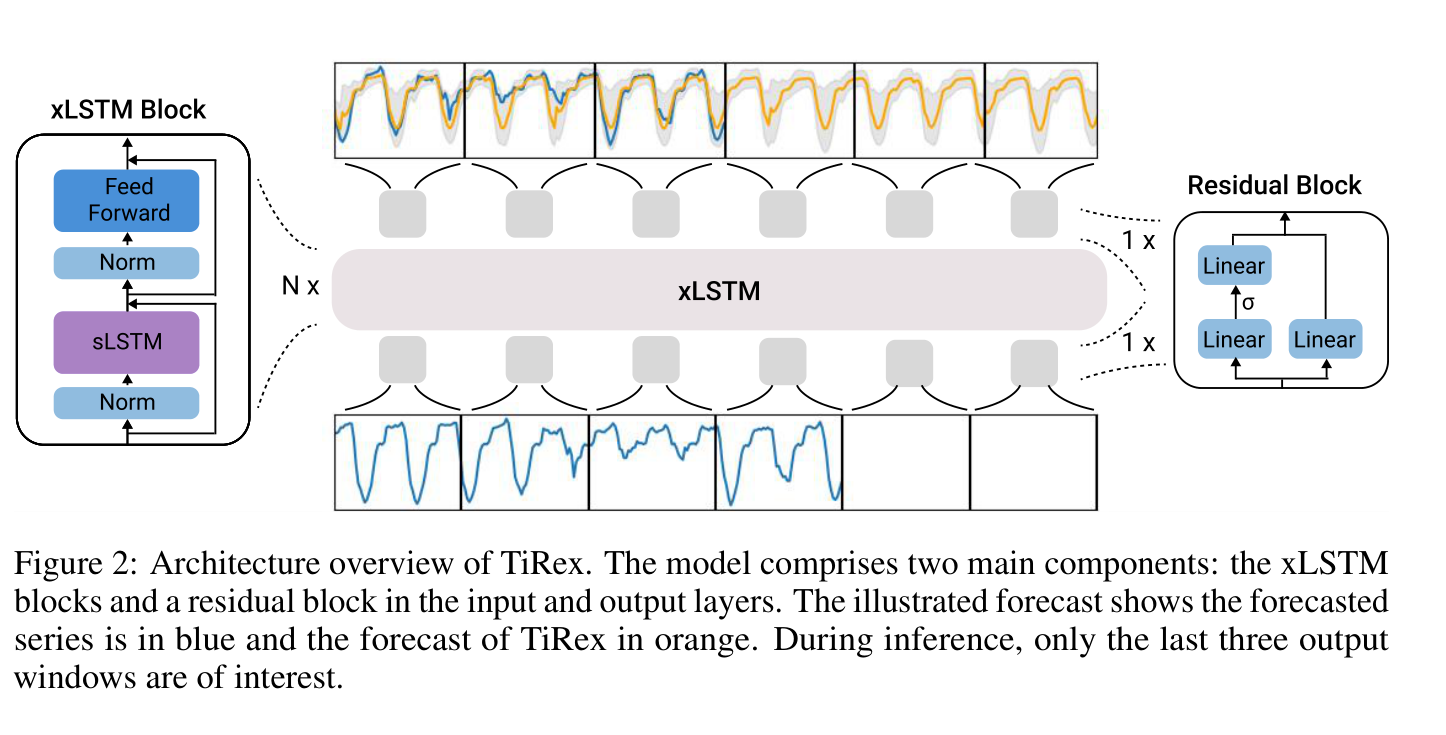 xLSTM Block
Feed
Forward
Norm
sLSTM
Norm
N x
xLSTM
1 x
1 x
Residual Block
Linear
σ
Linear
Linear
Figure 2: Architecture overview of TiRex. The model comprises two main components: the xLSTM
blocks and a residual block in the input and output layers. The illustrated forecast shows the forecasted
series is in blue and the forecast of TiRex in orange. During inference, only the last three output
windows are of interest.